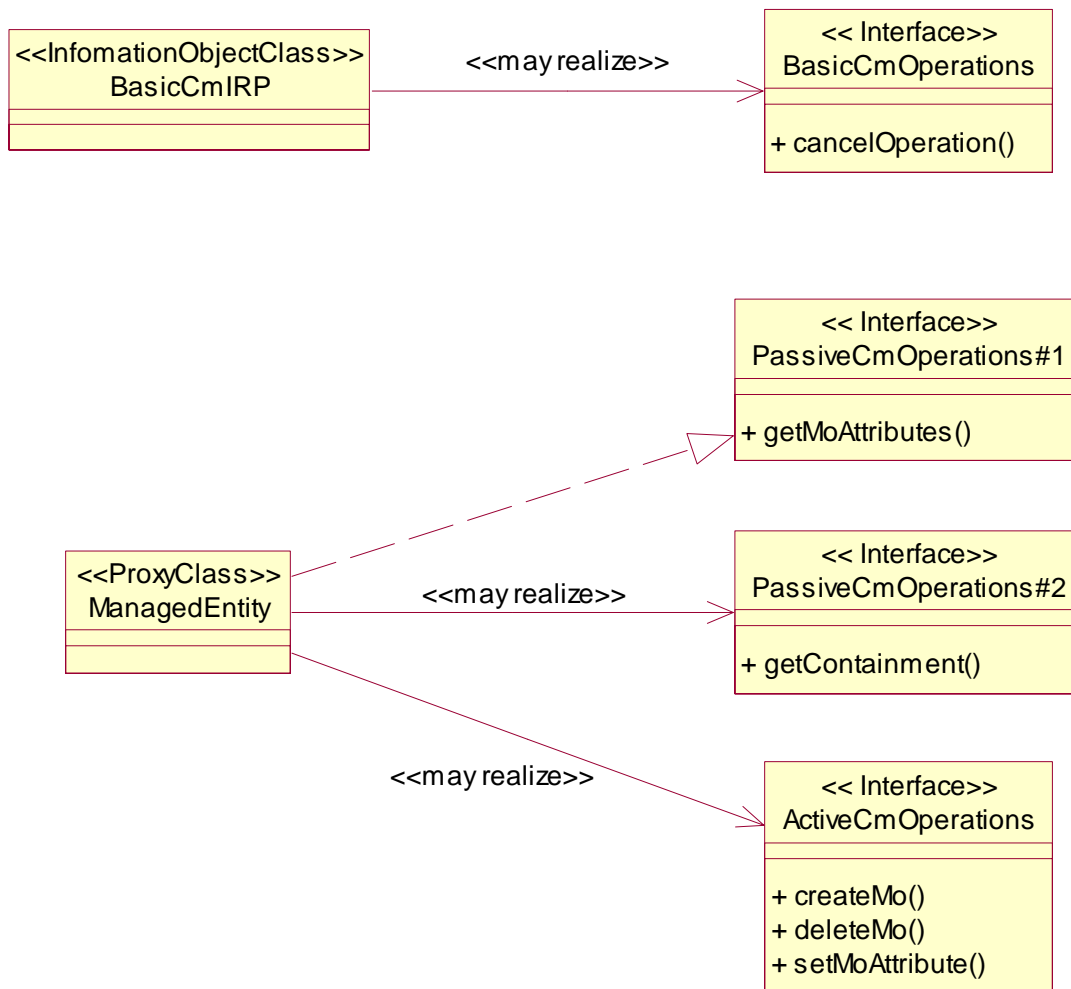 <<InfomationObjectClass>>
BasicCmIRP
<<may realize>>
<< Interface>>
BasicCmOperations
+ cancelOperation()
<< Interface>>
PassiveCmOperations#1
+ getMoAttributes()
<<ProxyClass>>
ManagedEntity
<<may realize>>
<< Interface>>
PassiveCmOperations#2
+ getContainment()
<<may realize>>
<< Interface>>
ActiveCmOperations
+ createMo()
+ deleteMo()
+ setMoAttribute()